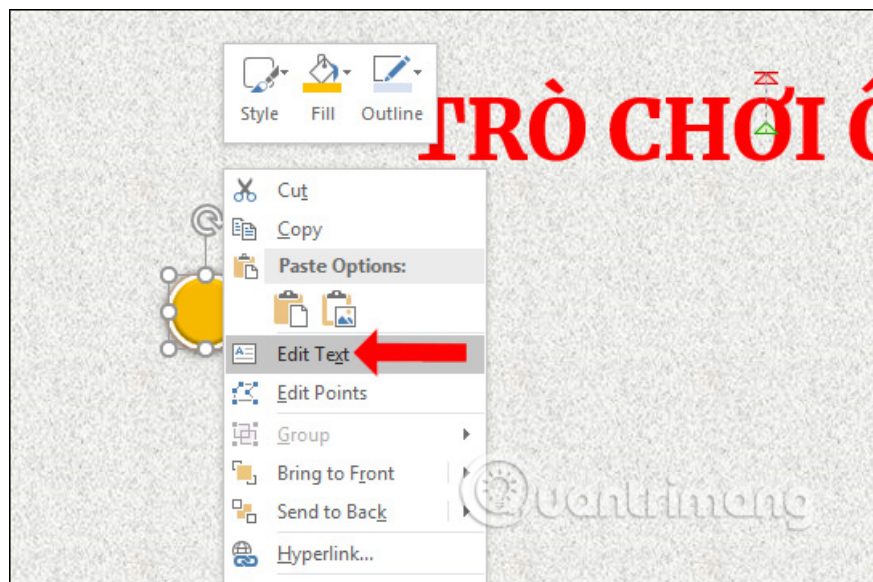 Style Fill Outline
TRÒ CHƠI Ô
Cut
Copy
Paste Options:
Edit Text
Edit Points
Group
Bring to Front
Send to Back
Hyperlink...
Quantrimang